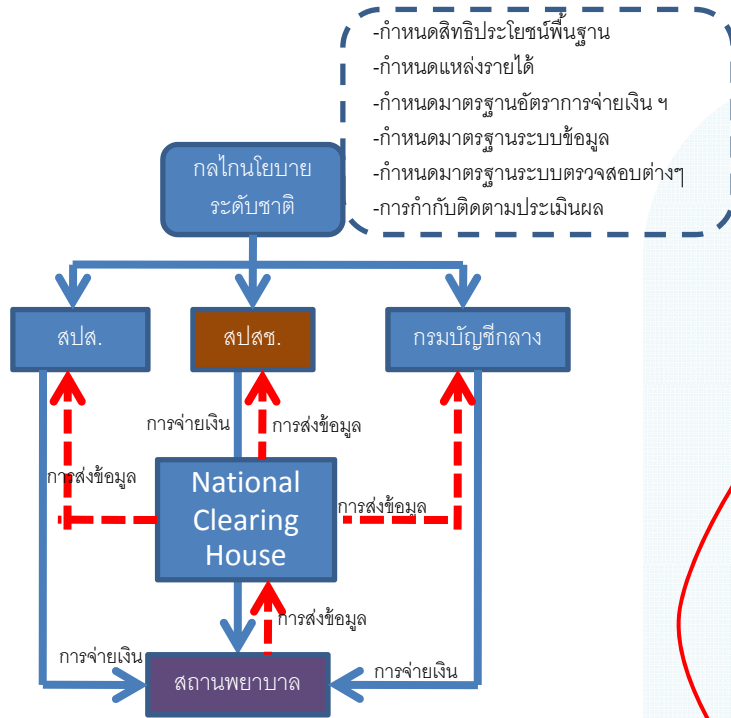 -กำหนดสิทธิประโยชน์พื้นฐาน
-กำหนดแหล่งรายได้
-กำหนดมาตรฐานอัตราการจ่ายเงิน ฯ
-กำหนดมาตรฐานระบบข้อมูล
-กำหนดมาตรฐานระบบตรวจสอบต่างๆ
-การกำกับติดตามประเมินผล
กลไกนโยบาย
ระดับชาติ
สปส.
สปสช.
กรมบัญชีกลาง
การจ่ายเงิน
การส่งข้อมูล
การส่งข้อมูล
National
Clearing
House
การส่งข้อมูล
การส่งข้อมูล
การจ่ายเงิน
สถานพยาบาล
การจ่ายเงิน